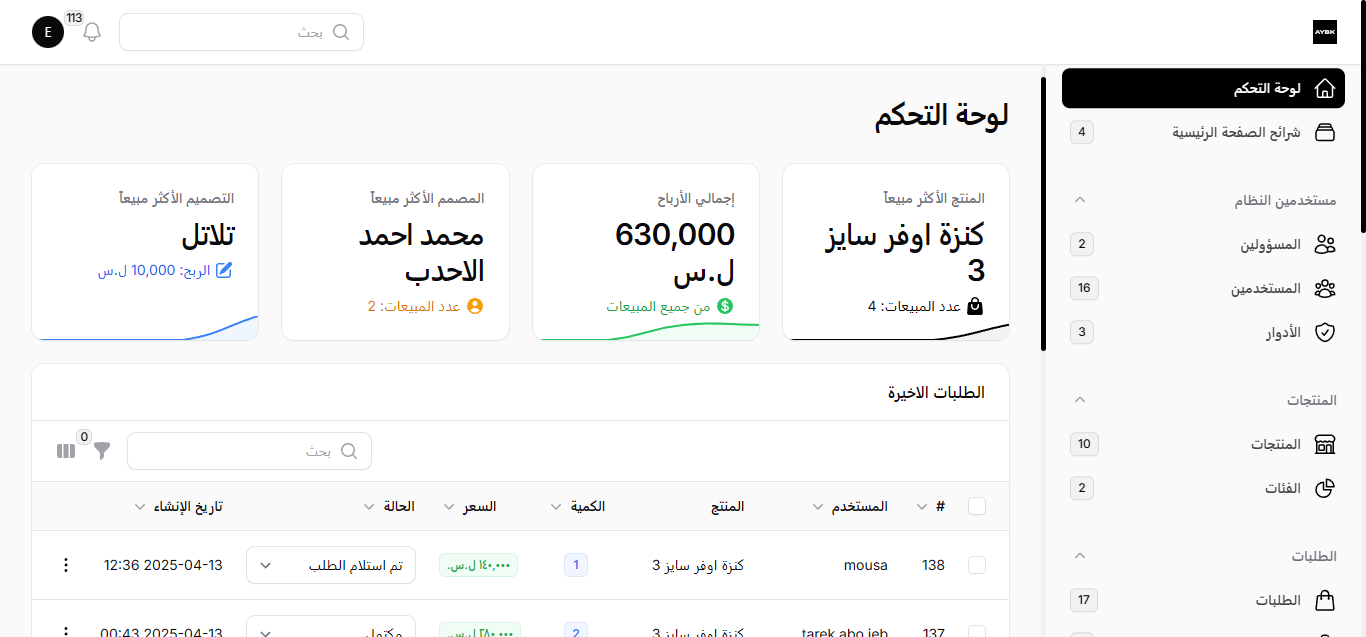 AYBK
بحث
113
E
لوحة التحكم
شرائح الصفحة الرئيسية 4
مستخدمين النظام
المسؤولين 2
المستخدمين 16
الأدوار 3
المنتجات
المنتجات 10
الفئات 2
الطلبات
الطلبات 17
لوحة التحكم
المنتج الأكثر مبيعاً
كنزة اوفر سايز
3
عدد المبيعات: 4
إجمالي الأرباح
630,000
ل.س
من جميع المبيعات
المصمم الأكثر مبيعاً
محمد احمد
الاحدب
عدد المبيعات: 2
التصميم الأكثر مبيعاً
تلاتل
الربح: 10,000 ل.س
الطلبات الاخيرة
بحث
0
# المستخدم المنتج الكمية السعر الحالة تاريخ الإنشاء
138 mousa كنزة اوفر سايز 3 1 ١٤٠,٠٠٠ ل.س. تم استلام الطلب 2025-04-13 12:36
137 tarek abo jeb كنزة اوفر سايز 3 2 ٢٨٠,٠٠٠ ل.س. مكتمل 2025-04-13 00:43